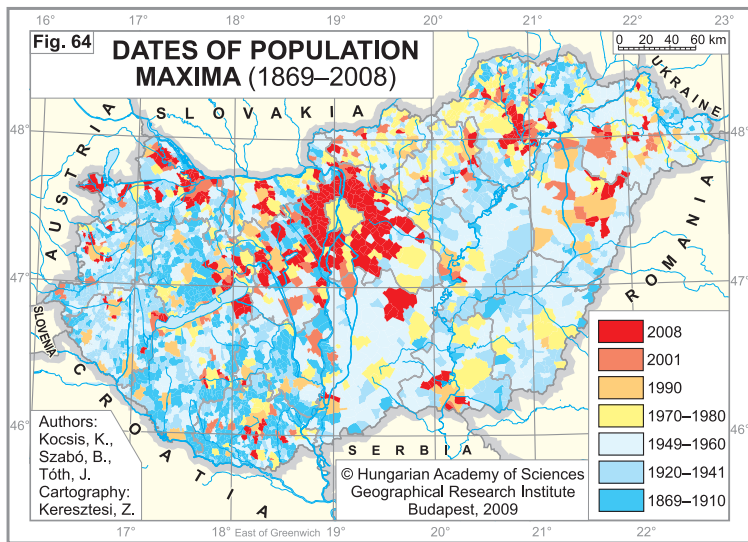 16° 17° 18° 19° 20° 21° 22° 23°
Fig. 64
DATES OF POPULATION
MAXIMA (1869–2008)
0 20 40 60 km
UKRAINE
SLOVAKIA
AUSTRIA
48° 48°
ROMANIA
47° 47°
SLOVENIA
CROATIA
46° 46°
SERBIA
2008
2001
1990
1970–1980
1949–1960
1920–1941
1869–1910
Authors:
Kocsis, K.,
Szabó, B.,
Tóth, J.
Cartography:
Keresztesi, Z.
© Hungarian Academy of Sciences
Geographical Research Institute
Budapest, 2009
17° 18° East of Greenwich 19° 20° 21° 22°